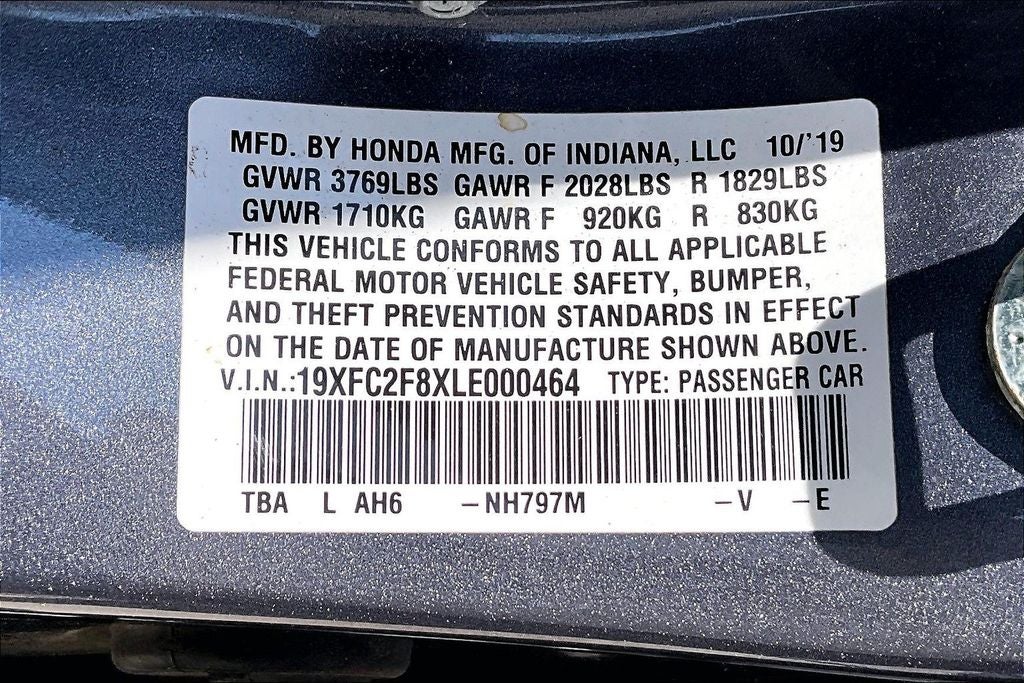 MFD. BY HONDA MFG. OF INDIANA, LLC 10/'19
GVWR 3769LBS GAWR F 2028LBS R 1829LBS
GVWR 1710KG GAWR F 920KG R 830KG
THIS VEHICLE CONFORMS TO ALL APPLICABLE
FEDERAL MOTOR VEHICLE SAFETY, BUMPER,
AND THEFT PREVENTION STANDARDS IN EFFECT
ON THE DATE OF MANUFACTURE SHOWN ABOVE.
V.I.N.:19XFC2F8XLE000464 TYPE: PASSENGER CAR
TBA L AH6 –NH797M –V –E